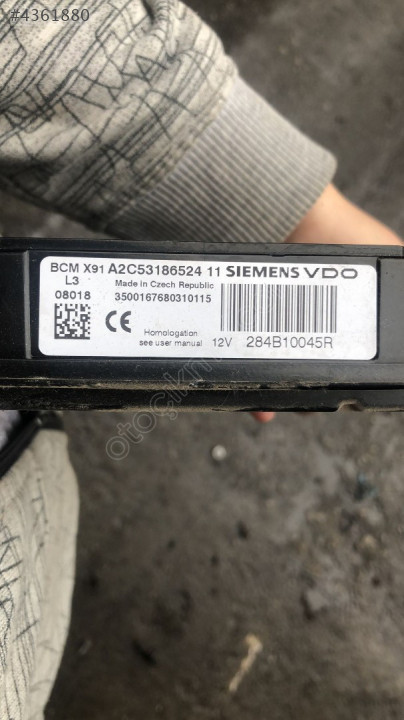 #4361880
BCM X91 A2C53186524 11 SIEMENS VDO
L3 Made in Czech Republic
08018 3500167680310115
CE Homologation
see user manual 12V 284B10045R